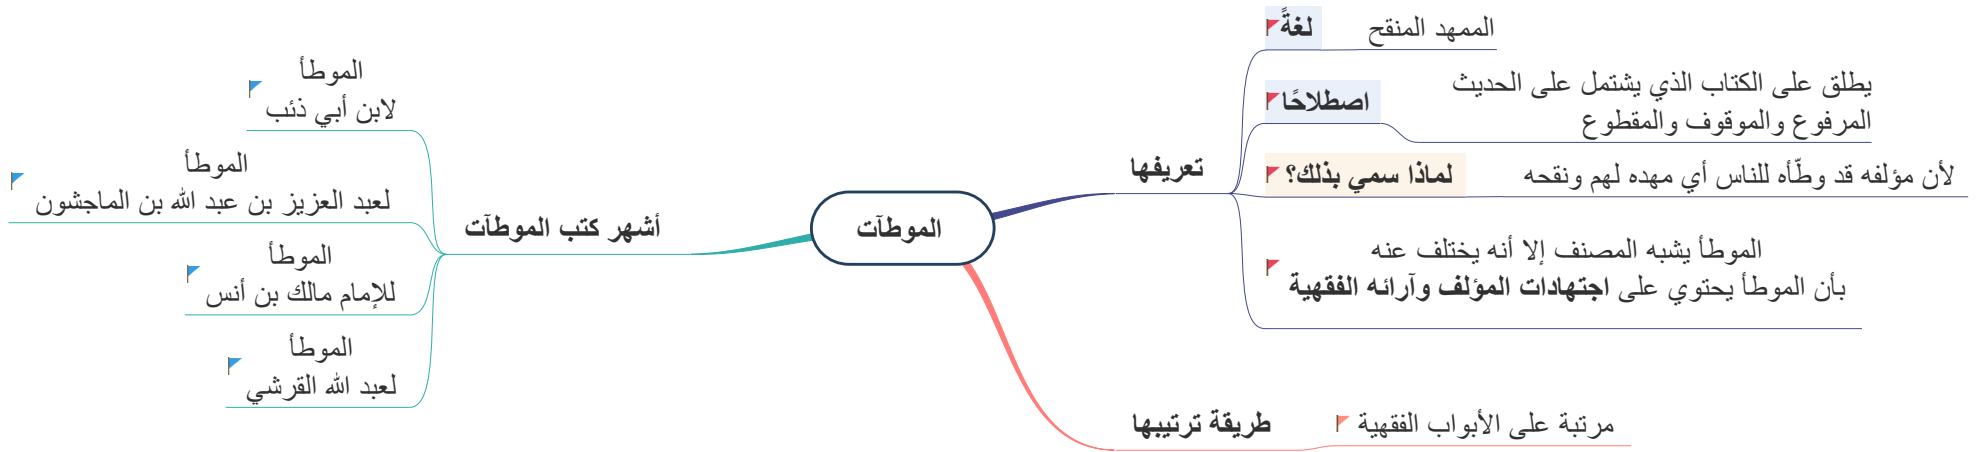 الموطآت
تعريفها
لغةً
الممهد المنقح
اصطلاحًا
يطلق على الكتاب الذي يشتمل على الحديث
المرفوع والموقوف والمقطوع
لماذا سمي بذلك؟
لأن مؤلفه قد وطّأه للناس أي مهده لهم ونقحه
الموطأ يشبه المصنف إلا أنه يختلف عنه
بأن الموطأ يحتوي على اجتهادات المؤلف وآرائه الفقهية
طريقة ترتيبها
مرتبة على الأبواب الفقهية
أشهر كتب الموطآت
الموطأ
لابن أبي ذئب
الموطأ
لعبد العزيز بن عبد الله بن الماجشون
الموطأ
للإمام مالك بن أنس
الموطأ
لعبد الله القرشي